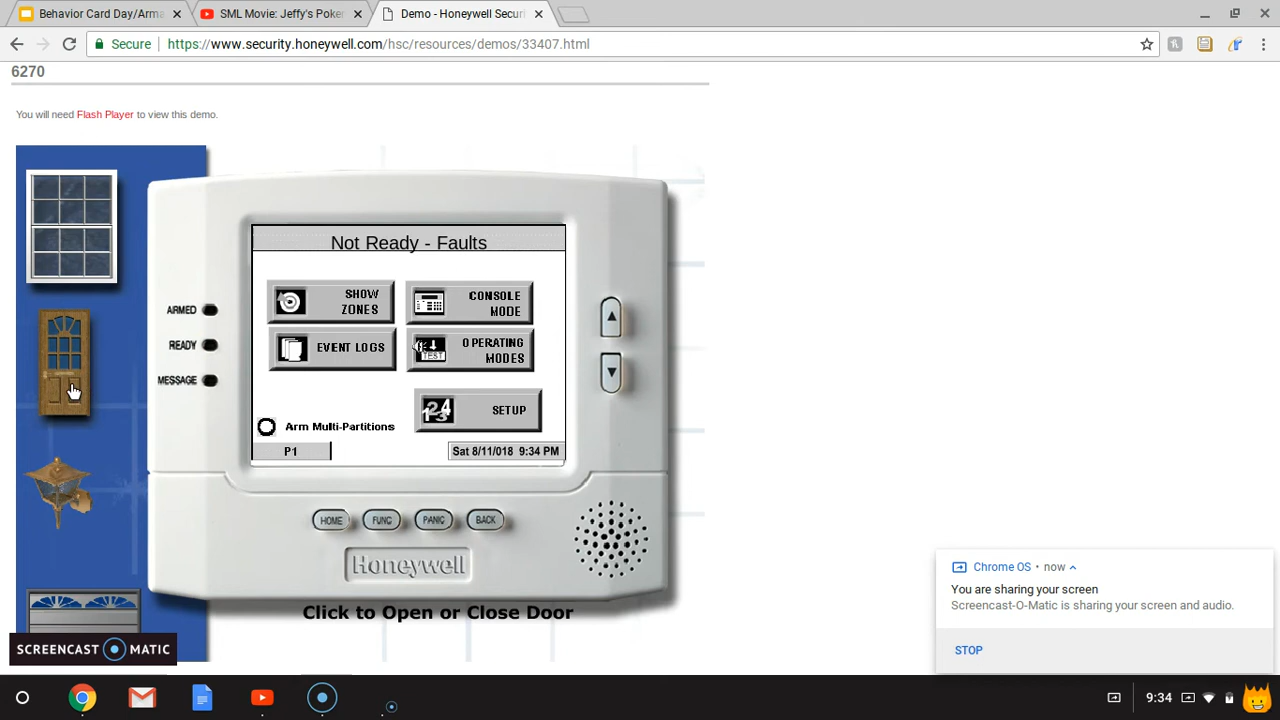 Behavior Card Day/Arma
SML Movie: Jeffy's Poke
Demo - Honeywell Securi
Secure
https://www.security.honeywell.com/hsc/resources/demos/33407.html
6270
You will need Flash Player to view this demo.
Not Ready - Faults
SHOW
ZONES
CONSOLE
MODE
EVENT LOGS
TEST
OPERATING
MODES
SETUP
Arm Multi-Partitions
P1
Sat 8/11/018 9:34 PM
ARMED
READY
MESSAGE
HOME
FUNC
PANIC
BACK
Honeywell
Click to Open or Close Door
SCREENCAST MATIC
Chrome OS • now
You are sharing your screen
Screencast-O-Matic is sharing your screen and audio.
STOP
9:34